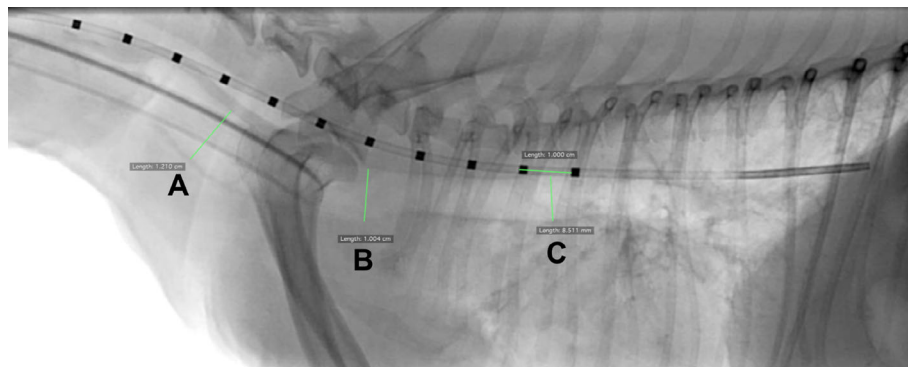 Length: 1.000 cm
Length: 1.210 cm
A
Length: 1.004 cm
B
Length: 8.511 mm
C